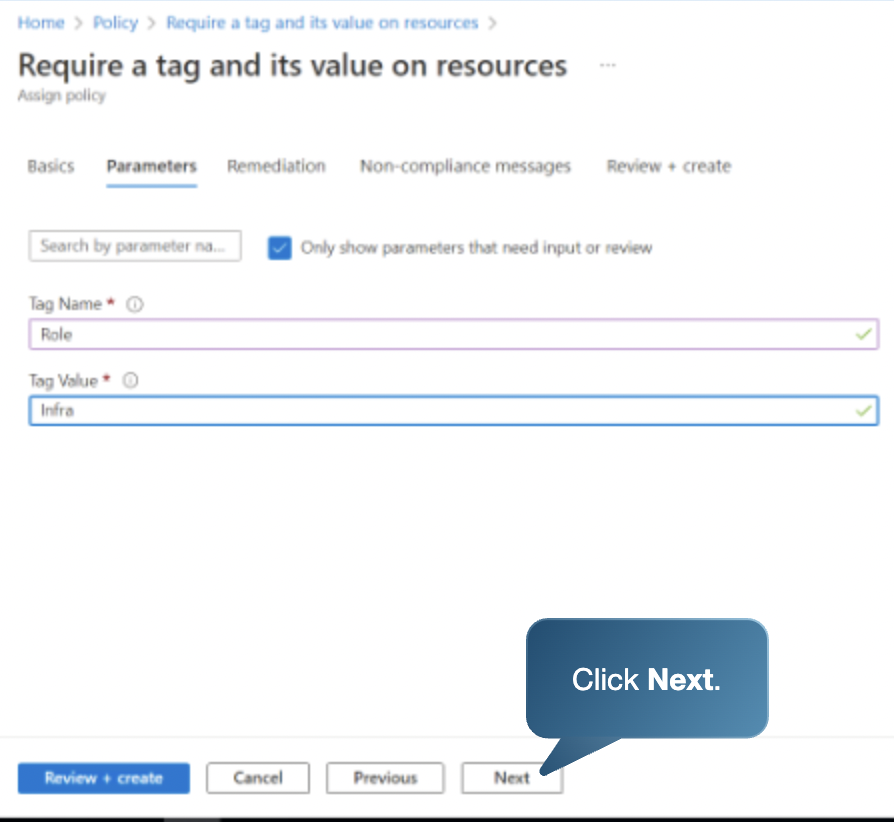 Home > Policy > Require a tag and its value on resources >
Require a tag and its value on resources ...
Assign policy
Basics Parameters Remediation Non-compliance messages Review + create
Search by parameter na... Only show parameters that need input or review
Tag Name *
Role
Tag Value *
Infra
Click Next.
Review + create Cancel Previous Next